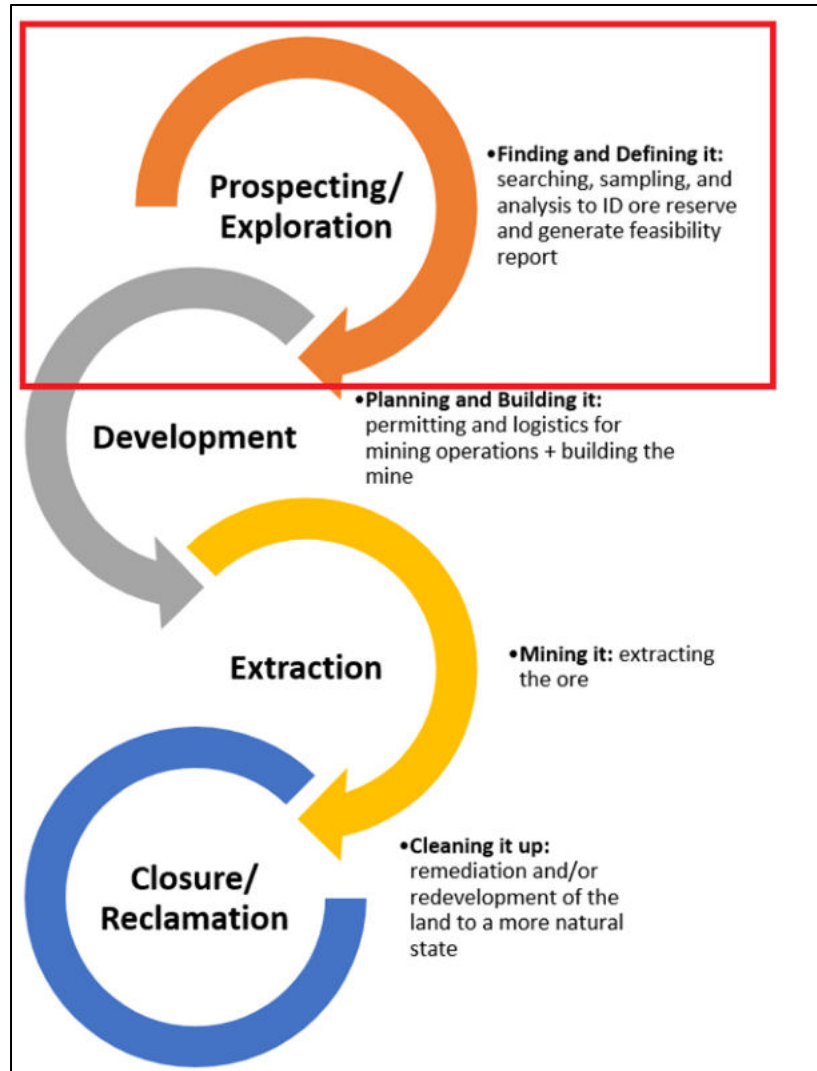 Prospecting/
Exploration
•Finding and Defining it:
searching, sampling, and
analysis to ID ore reserve
and generate feasibility
report
Development
•Planning and Building it:
permitting and logistics for
mining operations + building the
mine
Extraction
•Mining it: extracting
the ore
Closure/
Reclamation
•Cleaning it up:
remediation and/or
redevelopment of the
land to a more natural
state